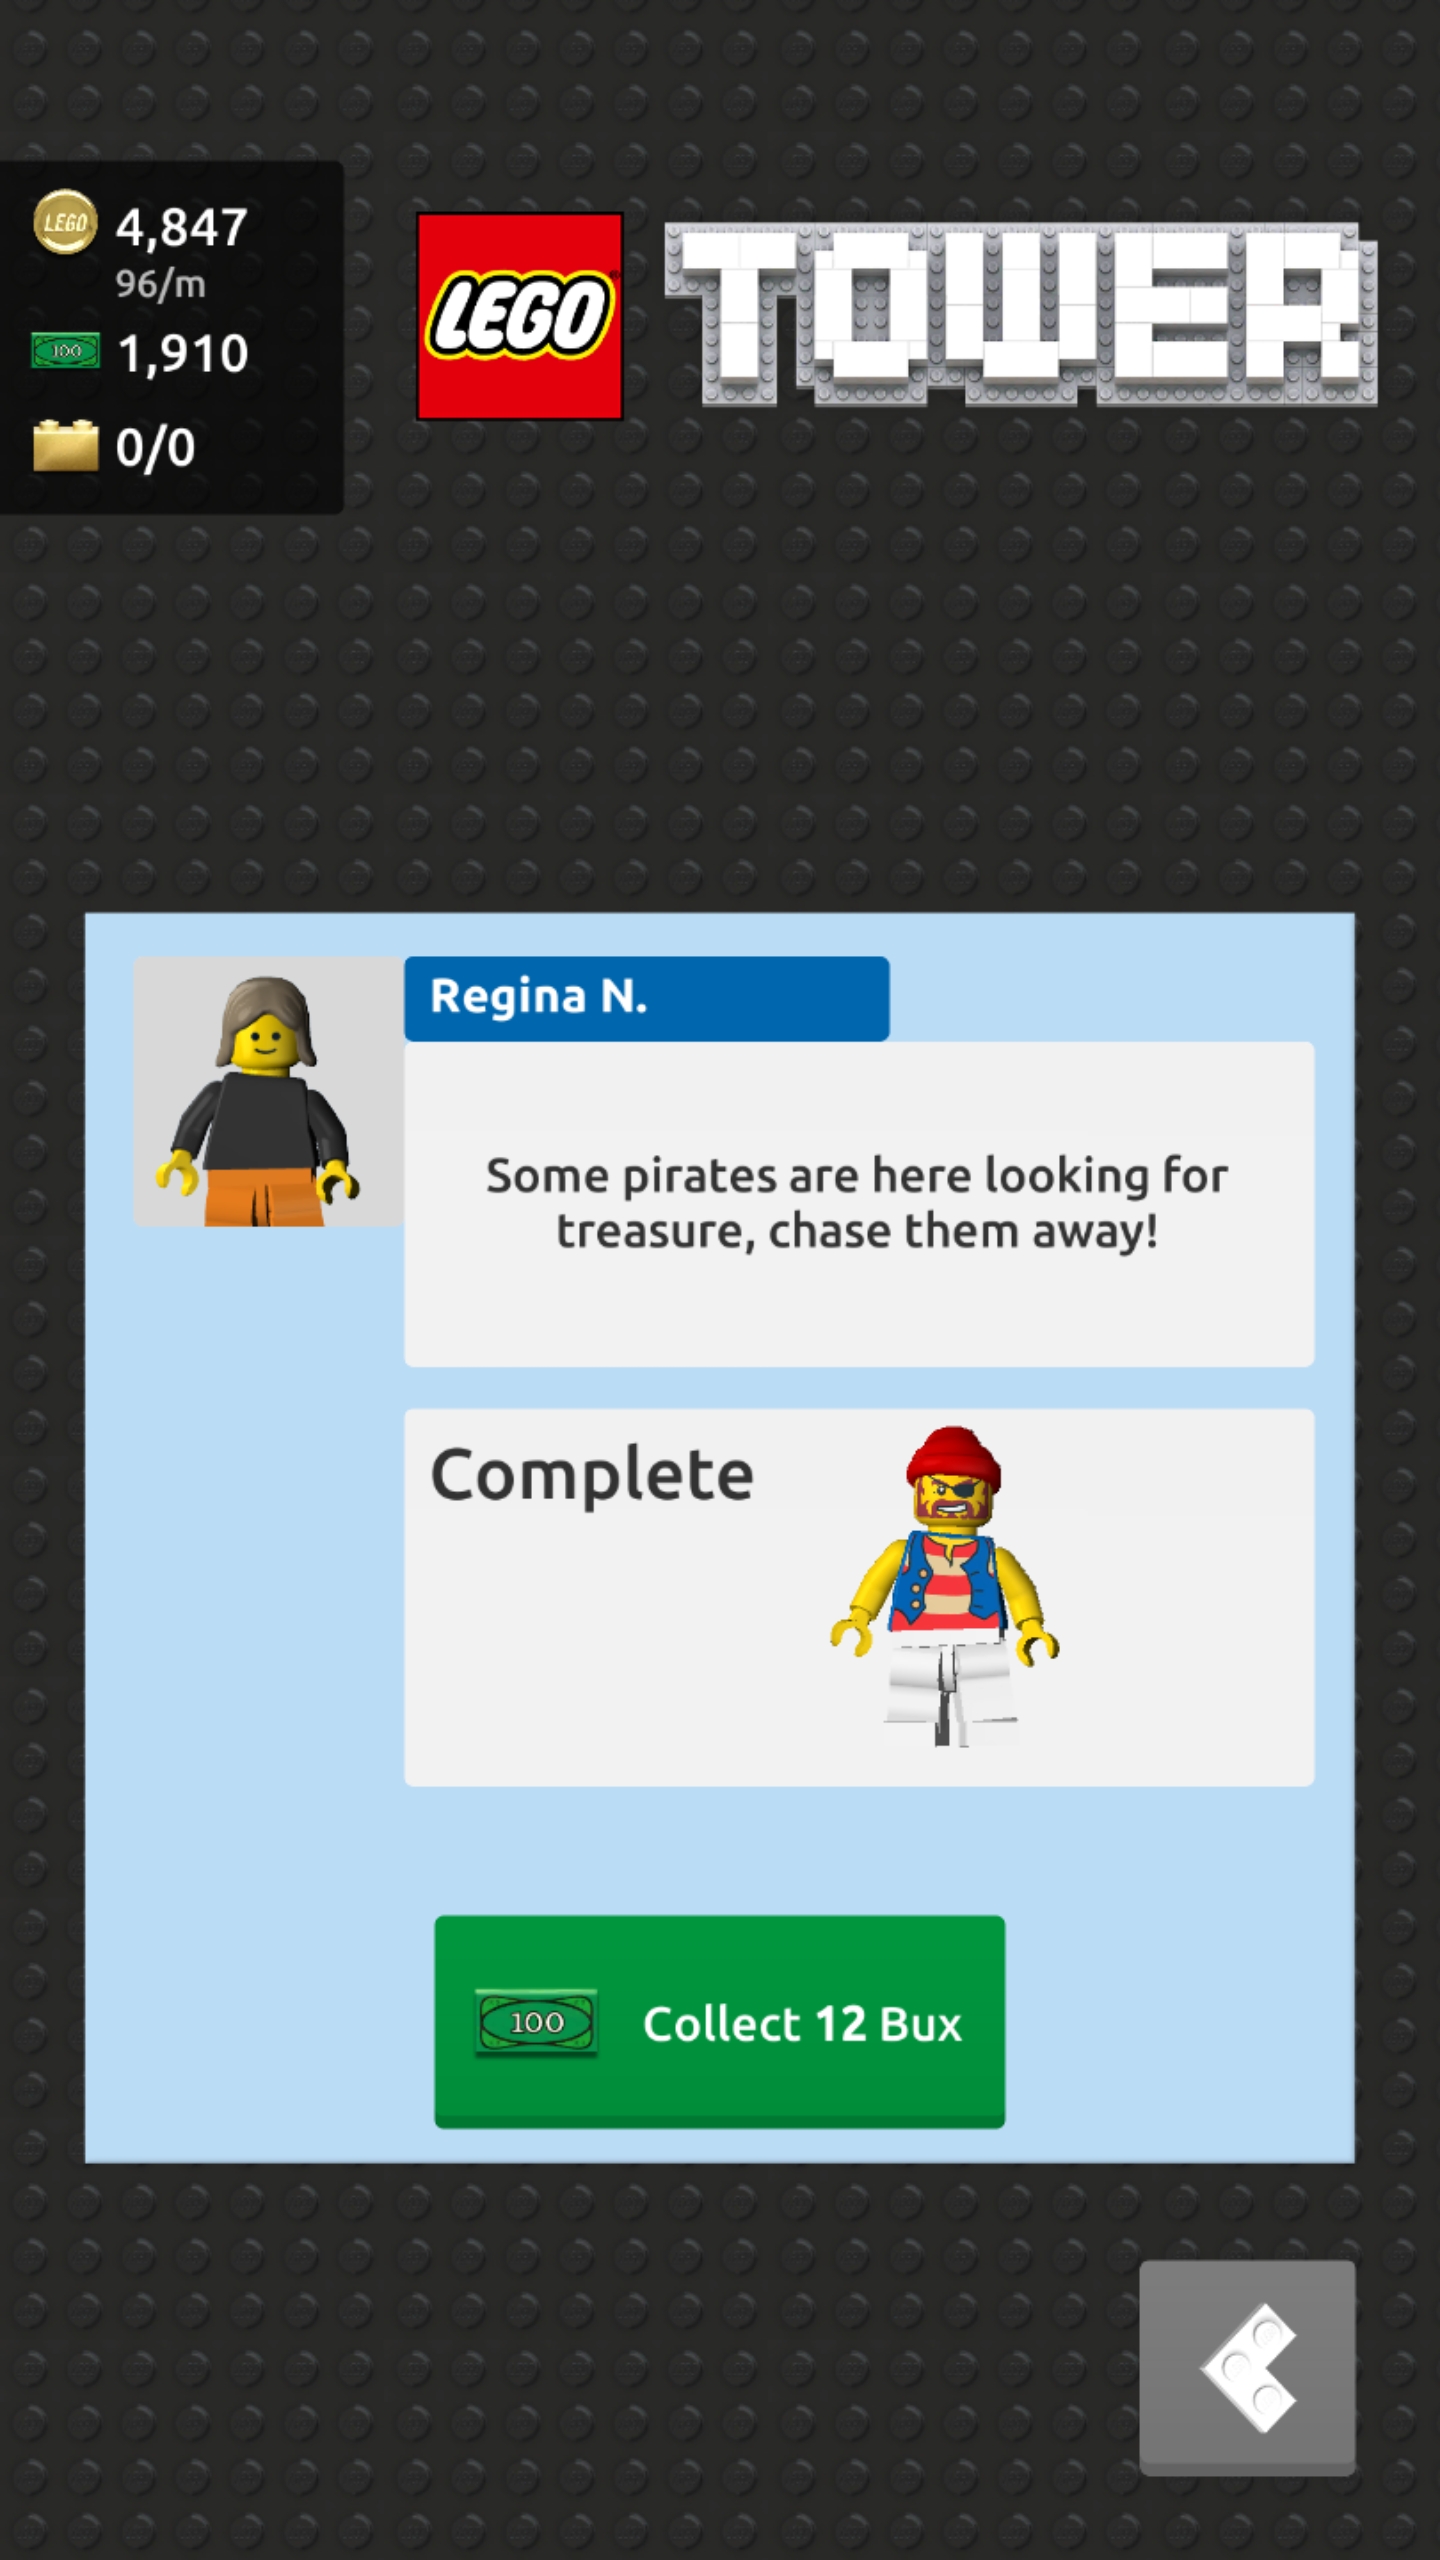 LEGO
4,847
96/m
100
1,910
0/0
LEGO®
TOWER
Regina N.
Some pirates are here looking for
treasure, chase them away!
Complete
100
Collect 12 Bux